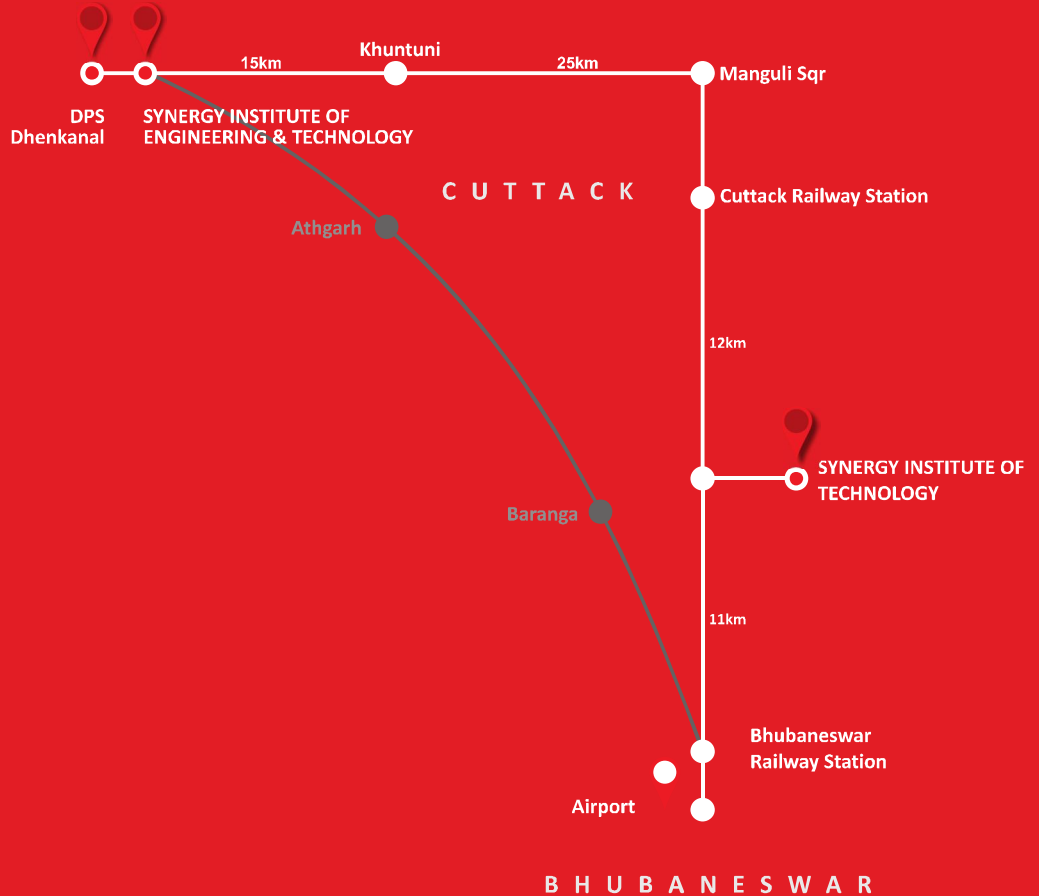 Khuntuni
15km
25km
Manguli Sqr
DPS
Dhenkanal
SYNERGY INSTITUTE OF
ENGINEERING & TECHNOLOGY
CUTTACK
Cuttack Railway Station
Athgarh
12km
SYNERGY INSTITUTE OF
TECHNOLOGY
Baranga
11km
Bhubaneswar
Railway Station
Airport
BHUBANESWAR